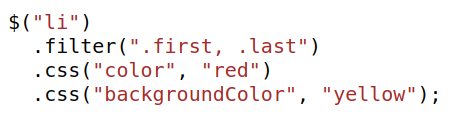 $("li")
  .filter(".first, .last")
  .css("color", "red")
  .css("backgroundColor", "yellow");